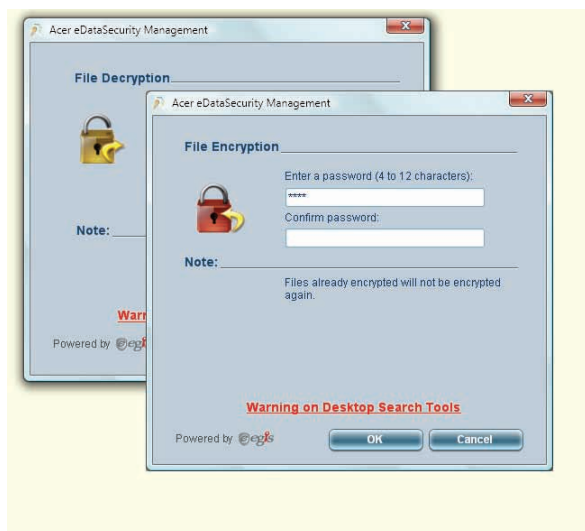 Acer eDataSecurity Management
File Decryption
Note:
Warr
Powered by egi
Acer eDataSecurity Management
File Encryption
Enter a password (4 to 12 characters):
****
Confirm password:
Note:
Files already encrypted will not be encrypted
again.
Warning on Desktop Search Tools
Powered by egis
OK
Cancel